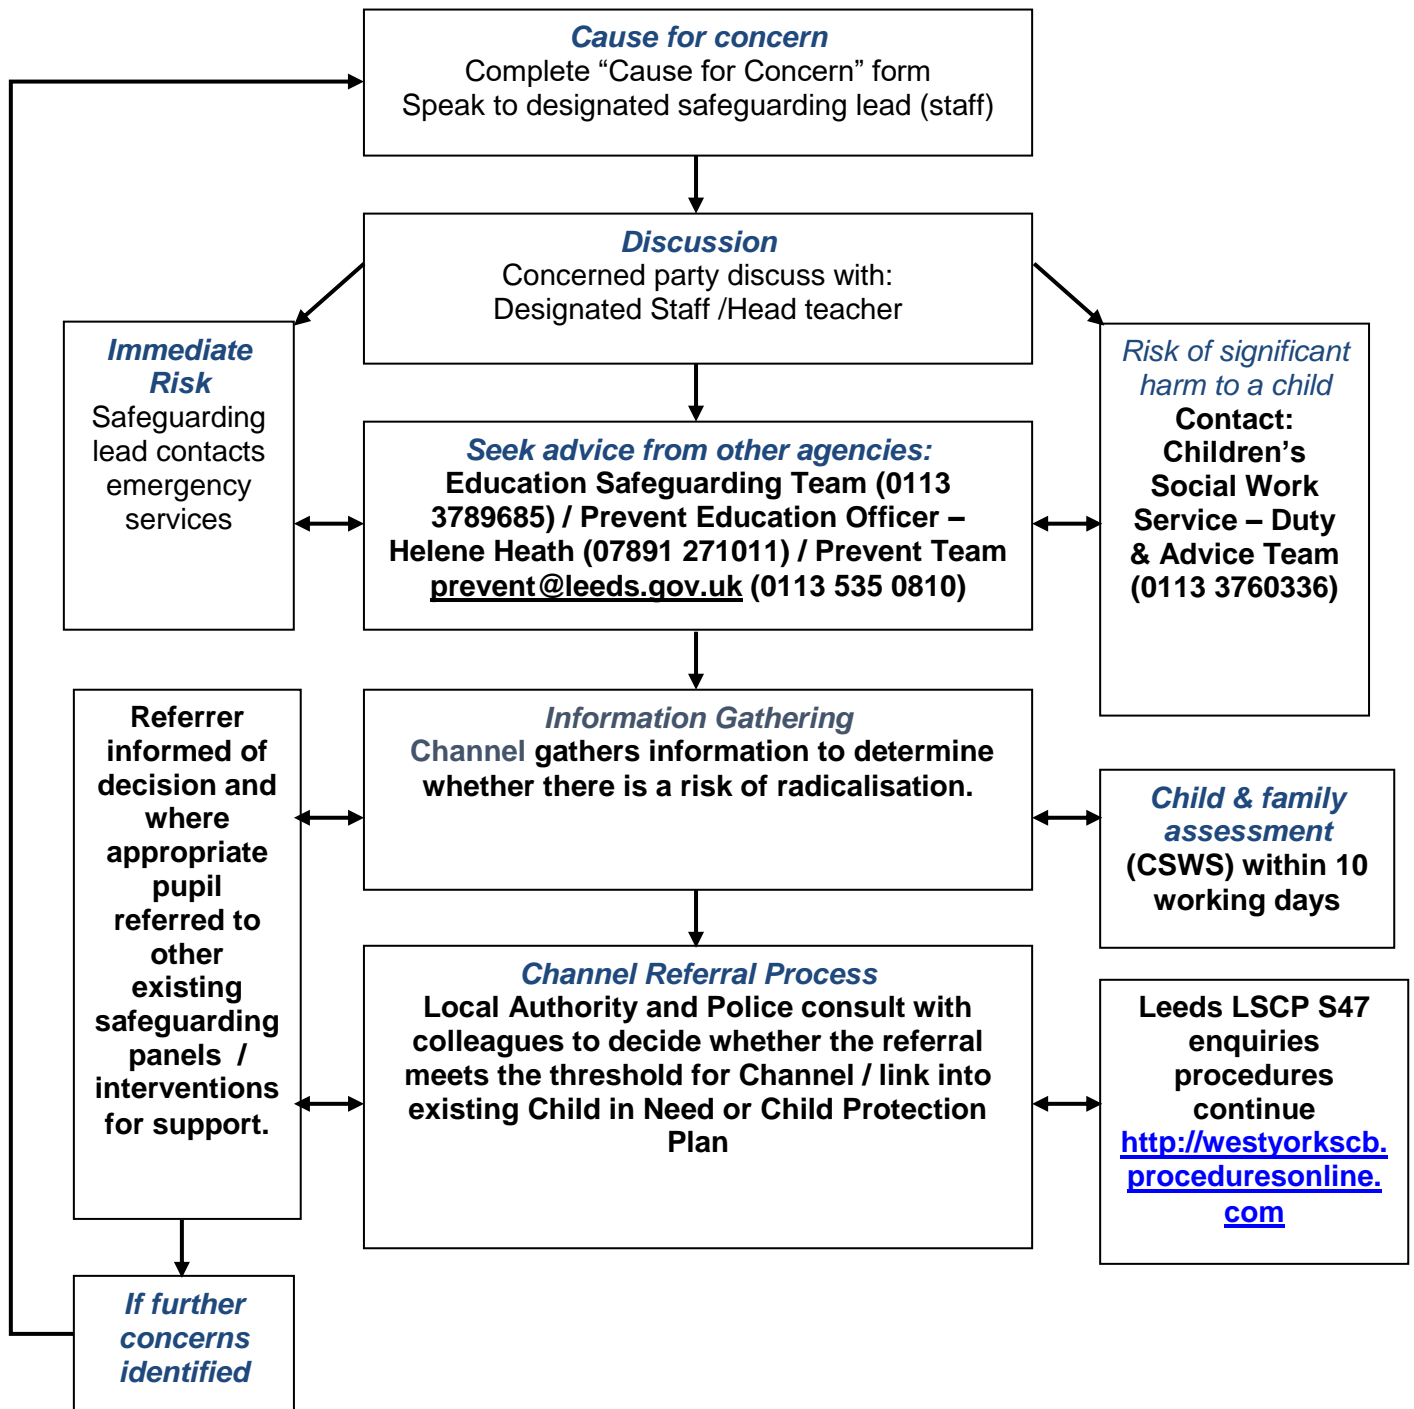 Cause for concern
Complete “Cause for Concern” form
Speak to designated safeguarding lead (staff)
Discussion
Concerned party discuss with:
Designated Staff /Head teacher
Immediate
Risk
Safeguarding
lead contacts
emergency
services
Seek advice from other agencies:
Education Safeguarding Team (0113
3789685) / Prevent Education Officer –
Helene Heath (07891 271011) / Prevent Team
prevent@leeds.gov.uk (0113 535 0810)
Risk of significant
harm to a child
Contact:
Children’s
Social Work
Service – Duty
& Advice Team
(0113 3760336)
Referrer
informed of
decision and
where
appropriate
pupil
referred to
other
existing
safeguarding
panels /
interventions
for support.
Information Gathering
Channel gathers information to determine
whether there is a risk of radicalisation.
Child & family
assessment
(CSWS) within 10
working days
Channel Referral Process
Local Authority and Police consult with
colleagues to decide whether the referral
meets the threshold for Channel / link into
existing Child in Need or Child Protection
Plan
Leeds LSCP S47
enquiries
procedures
continue
http://westyorkscb.
proceduresonline.
com
If further
concerns
identified